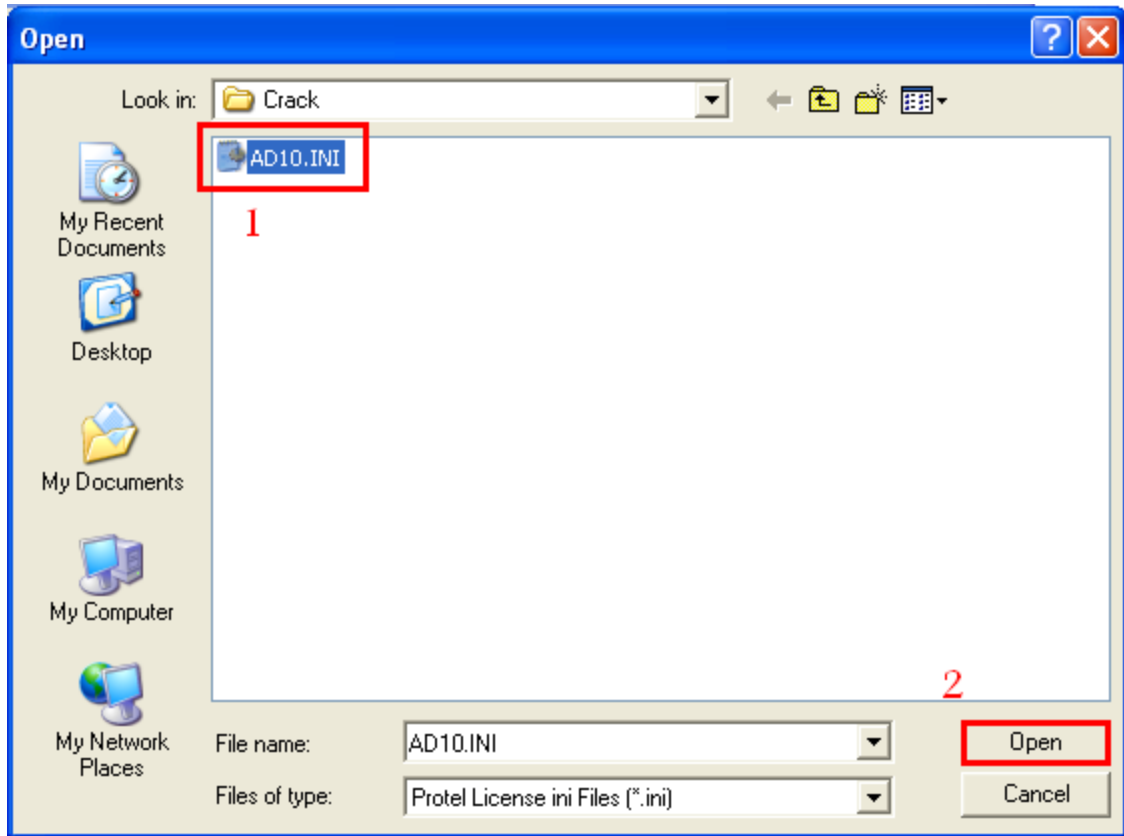 Open
Look in:
Crack
AD10.INI
1
My Recent
Documents
Desktop
My Documents
My Computer
My Network
Places
2
File name:
AD10.INI
Open
Files of type:
Protel License ini Files (*.ini)
Cancel